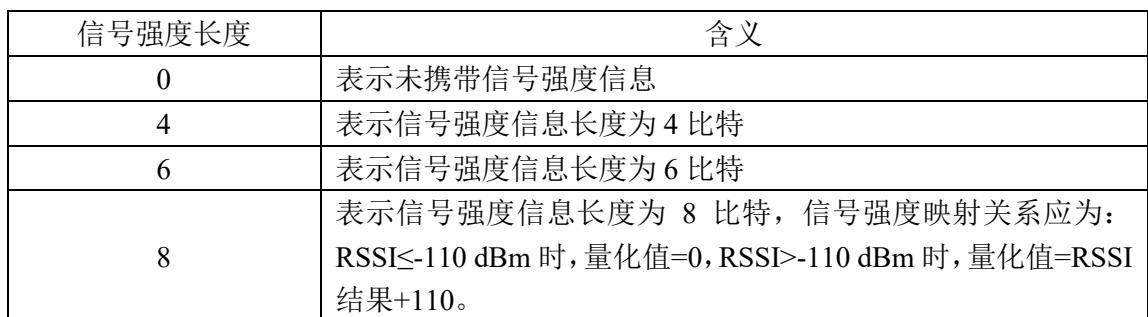 信号强度长度 含义
0 表示未携带信号强度信息
4 表示信号强度信息长度为 4 比特
6 表示信号强度信息长度为 6 比特
表示信号强度信息长度为 8 比特，信号强度映射关系应为：
8 RSSI≤-110 dBm 时，量化值=0，RSSI>-110 dBm 时，量化值=RSSI
结果+110。